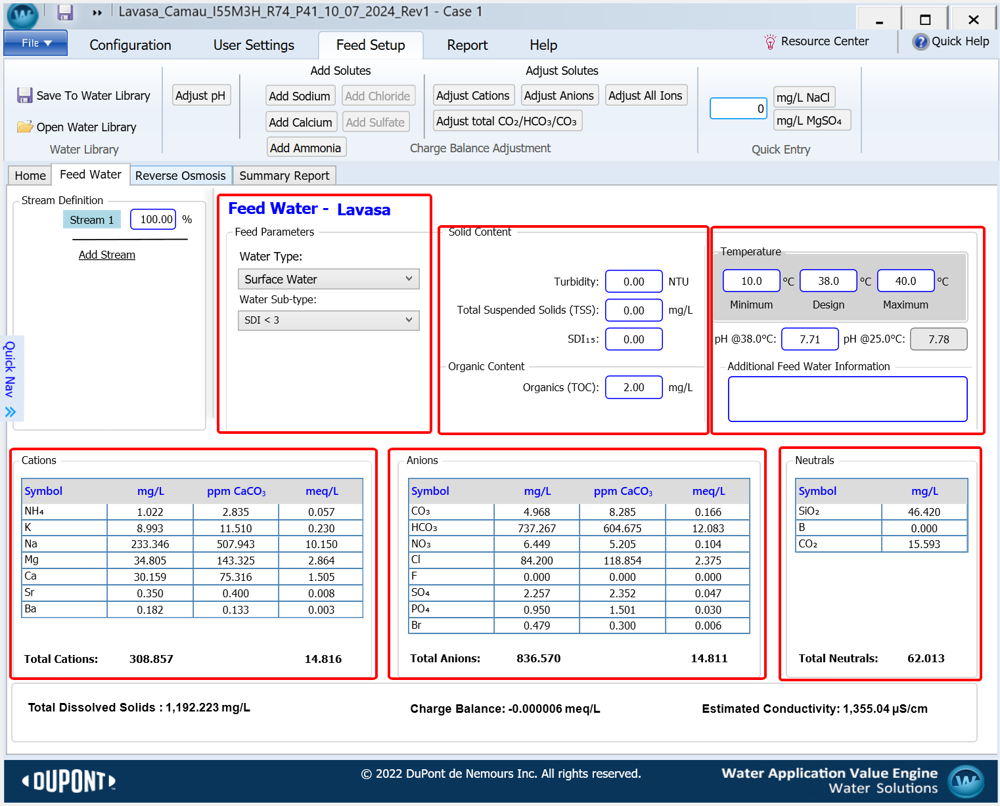 Lavasa_Camau_I55M3H_R74_P41_10_07_2024_Rev1 - Case 1
File
Configuration
User Settings
Feed Setup
Report
Help
Resource Center
Quick Help
Save To Water Library
Open Water Library
Water Library
Adjust pH
Add Solutes
Add Sodium
Add Chloride
Add Calcium
Add Sulfate
Add Ammonia
Adjust Solutes
Adjust Cations
Adjust Anions
Adjust All Ions
Adjust total CO₂/HCO₃/CO₃
Charge Balance Adjustment
0
mg/L NaCl
mg/L MgSO₄
Quick Entry
Home
Feed Water
Reverse Osmosis
Summary Report
Stream Definition
Stream 1 100.00 %
Add Stream
Quick Nav
Feed Water - Lavasa
Feed Parameters
Water Type:
Surface Water
Water Sub-type:
SDI < 3
Solid Content
Turbidity: 0.00 NTU
Total Suspended Solids (TSS): 0.00 mg/L
SDI₁₅: 0.00
Organic Content
Organics (TOC): 2.00 mg/L
Temperature
10.0 °C 38.0 °C 40.0 °C
Minimum Design Maximum
pH @38.0°C: 7.71 pH @25.0°C: 7.78
Additional Feed Water Information
Cations
Symbol mg/L ppm CaCO₃ meq/L
NH₄ 1.022 2.835 0.057
K 8.993 11.510 0.230
Na 233.346 507.943 10.150
Mg 34.805 143.325 2.864
Ca 30.159 75.316 1.505
Sr 0.350 0.400 0.008
Ba 0.182 0.133 0.003
Total Cations: 308.857 14.816
Anions
Symbol mg/L ppm CaCO₃ meq/L
CO₃ 4.968 8.285 0.166
HCO₃ 737.267 604.675 12.083
NO₃ 6.449 5.205 0.104
Cl 84.200 118.854 2.375
F 0.000 0.000 0.000
SO₄ 2.257 2.352 0.047
PO₄ 0.950 1.501 0.030
Br 0.479 0.300 0.006
Total Anions: 836.570 14.811
Neutrals
Symbol mg/L
SiO₂ 46.420
B 0.000
CO₂ 15.593
Total Neutrals: 62.013
Total Dissolved Solids : 1,192.223 mg/L
Charge Balance: -0.000006 meq/L
Estimated Conductivity: 1,355.04 µS/cm
DUPONT
© 2022 DuPont de Nemours Inc. All rights reserved.
Water Application Value Engine
Water Solutions
W